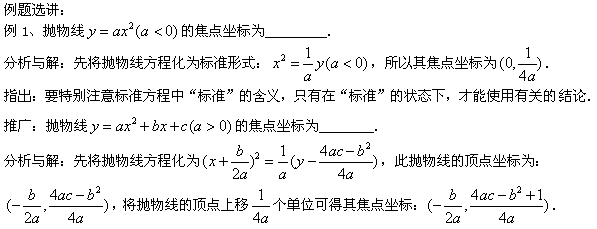 例题选讲：
例 1、抛物线 y = ax²(a < 0) 的焦点坐标为________．
分析与解：先将抛物线方程化为标准形式：x² = \frac{1}{a}y(a < 0)，所以其焦点坐标为(0, \frac{1}{4a})．
指出：要特别注意标准方程中“标准”的含义，只有在“标准”的状态下，才能使用有关的结论．
推广：抛物线 y = ax² + bx + c(a > 0) 的焦点坐标为_______．
分析与解：先将抛物线方程化为 (x + \frac{b}{2a})² = \frac{1}{a}(y - \frac{4ac-b²}{4a})，此抛物线的顶点坐标为：
(-\frac{b}{2a}, \frac{4ac-b²}{4a})，将抛物线的顶点上移\frac{1}{4a}个单位可得其焦点坐标：(-\frac{b}{2a}, \frac{4ac-b²+1}{4a})．